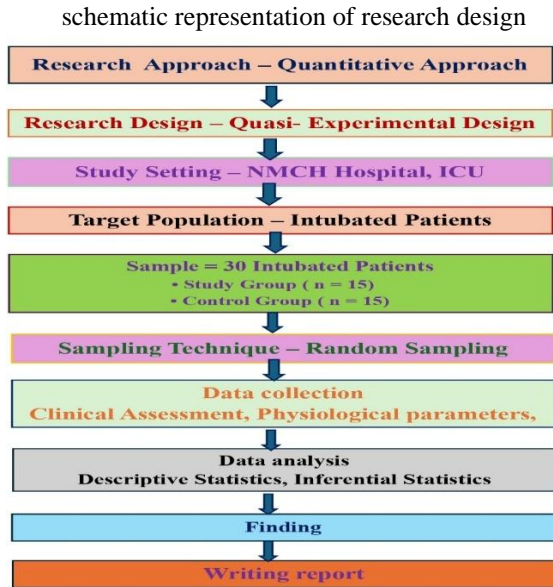 schematic representation of research design
Research Approach – Quantitative Approach
Research Design – Quasi- Experimental Design
Study Setting – NMCH Hospital, ICU
Target Population – Intubated Patients
Sample = 30 Intubated Patients
• Study Group ( n = 15)
• Control Group ( n = 15)
Sampling Technique – Random Sampling
Data collection
Clinical Assessment, Physiological parameters,
Data analysis
Descriptive Statistics, Inferential Statistics
Finding
Writing report